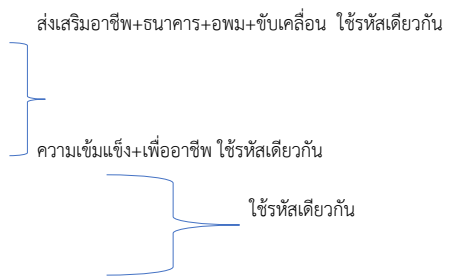 ส่งเสริมอาชีพ+ธนาคาร+อพม+ขับเคลื่อน ใช้รหัสเดียวกัน
ความเข้มแข็ง+เพื่ออาชีพ ใช้รหัสเดียวกัน
ใช้รหัสเดียวกัน